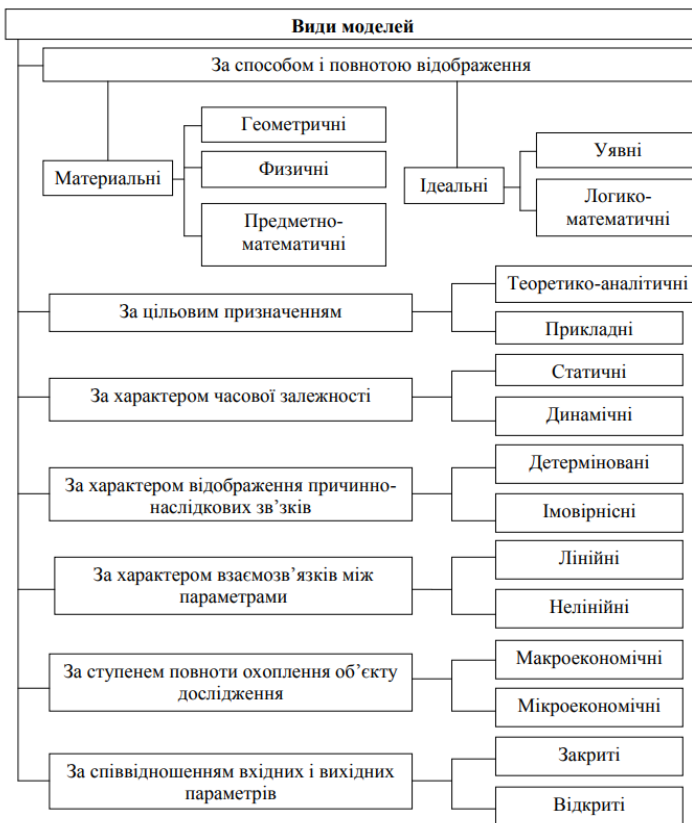 Види моделей
За способом і повнотою відображення
Материальні
Геометричні
Физичні
Предметно-
математичні
Ідеальні
Уявні
Логико-
математичні
За цільовим призначенням
Теоретико-аналітичні
Прикладні
За характером часової залежності
Статичні
Динамічні
За характером відображення причинно-
наслідкових зв’зків
Детерміновані
Імовірнісні
За характером взаємозв’язків між
параметрами
Лінійні
Нелінійні
За ступенем повноти охоплення об’єкту
дослідження
Макроекономічні
Мікроекономічні
За співвідношенням вхідних і вихідних
параметрів
Закриті
Відкриті